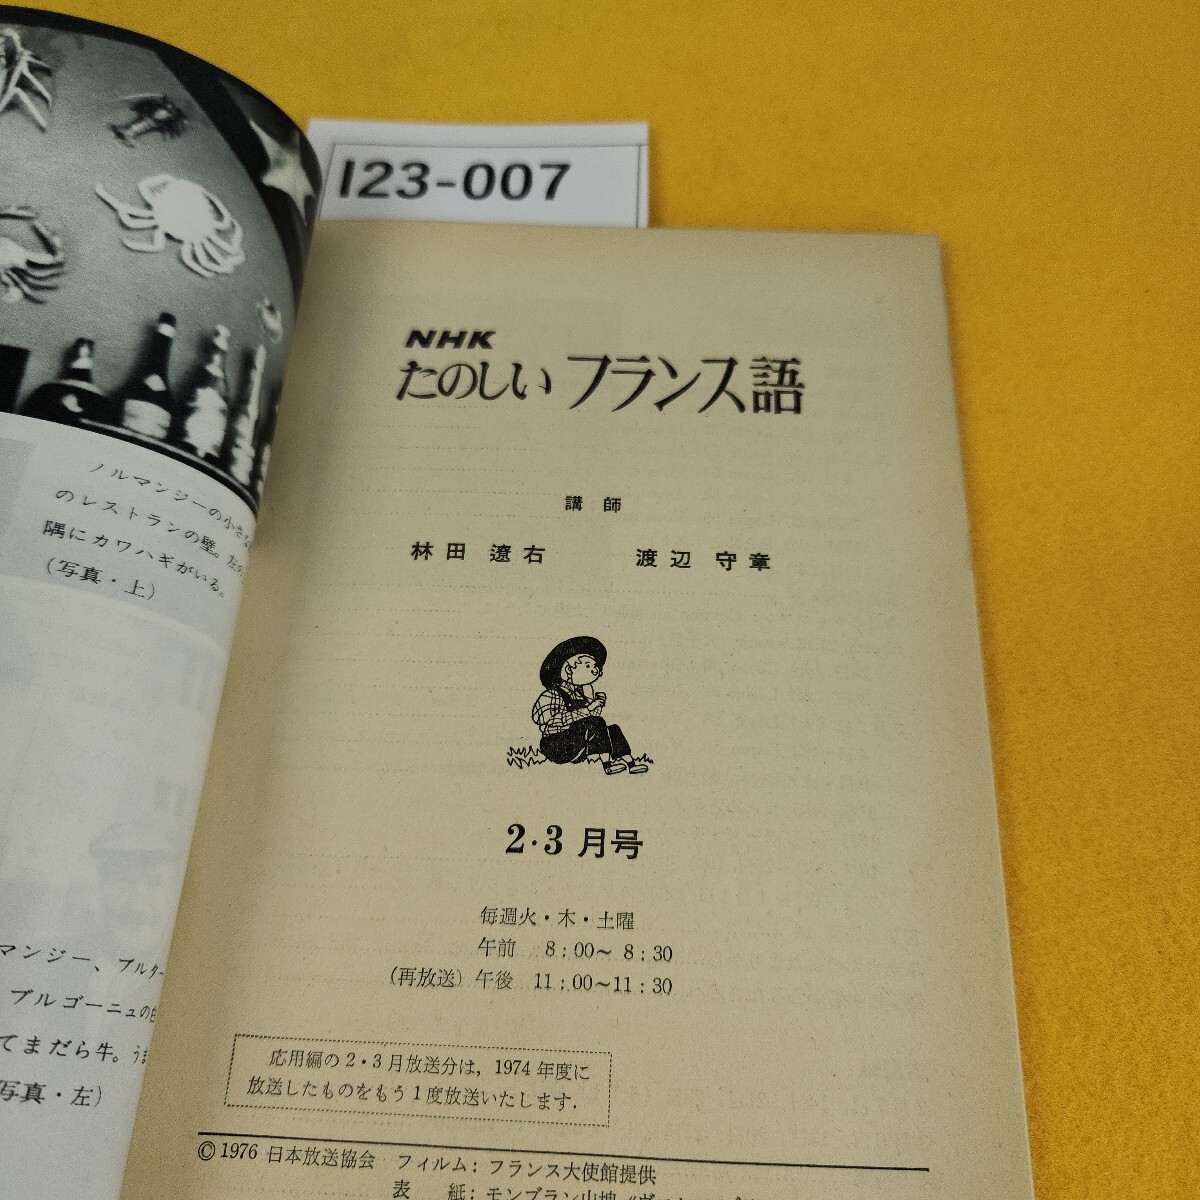 I23-007
ノルマンジーの小さな
のレストランの壁。左の
隅にカワハギがいる。
(写真・上)
マンジー、ブルター
ブルゴーニュの白
てまだら牛。うま
写真・左)
NHK
たのしいフランス語
講師
林田遼右 渡辺守章
2・3月号
毎週火・木・土曜
午前 8:00〜8:30
(再放送)午後 11:00〜11:30
応用編の2・3月放送分は，1974年度に
放送したものをもう1度放送いたします．
©1976 日本放送協会 フィルム：フランス大使館提供
表 紙：モンブラン山塊